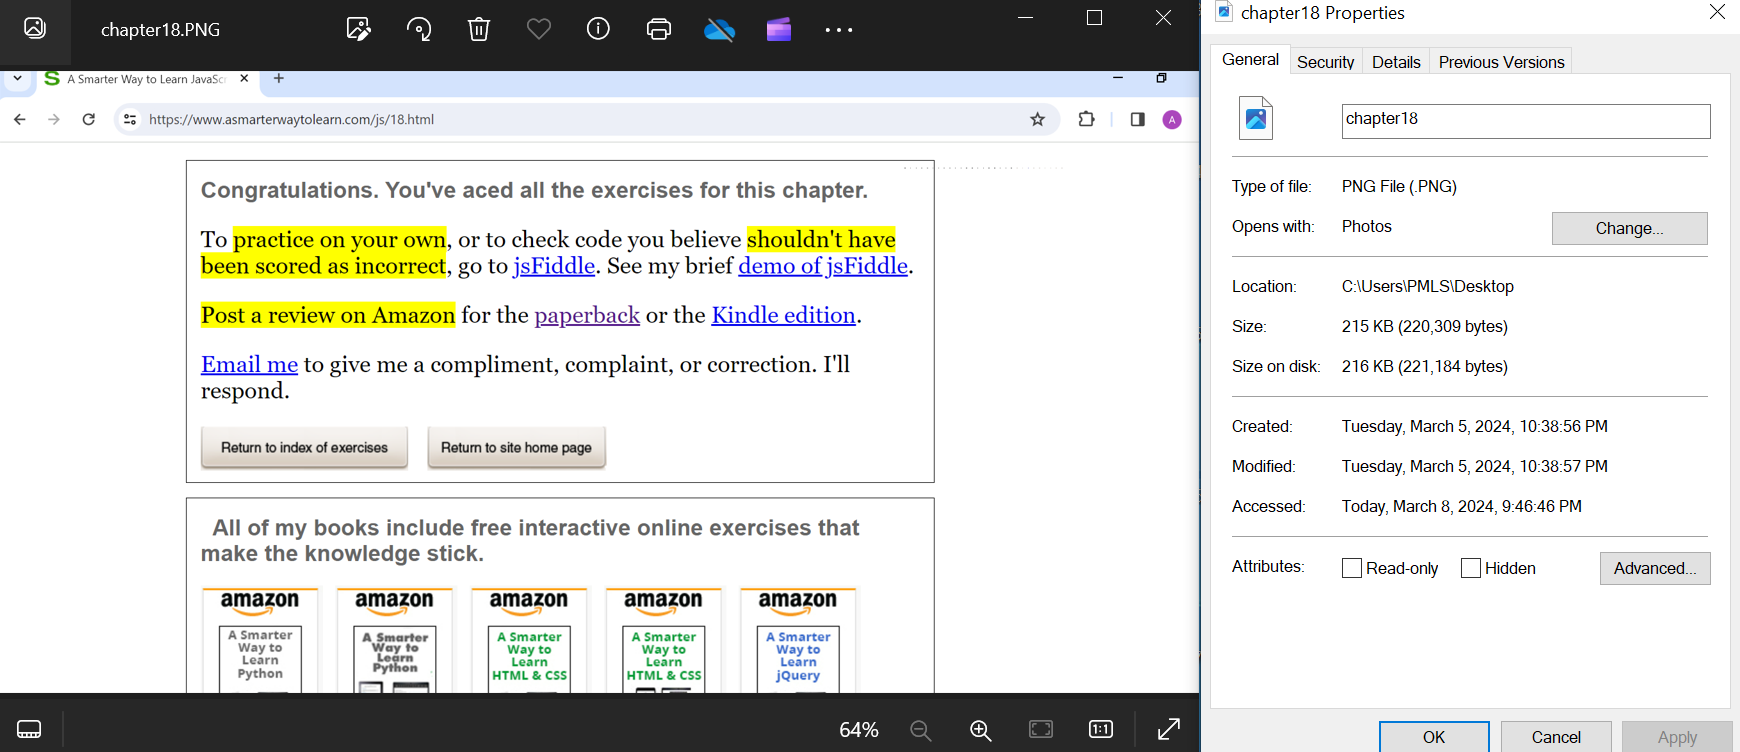 chapter18.PNG
A Smarter Way to Learn JavaSc
https://www.asmarterwaytolearn.com/js/18.html
A
Congratulations. You've aced all the exercises for this chapter.
To practice on your own, or to check code you believe shouldn't have
been scored as incorrect, go to jsFiddle. See my brief demo of jsFiddle.
Post a review on Amazon for the paperback or the Kindle edition.
Email me to give me a compliment, complaint, or correction. I'll
respond.
Return to index of exercises Return to site home page
All of my books include free interactive online exercises that
make the knowledge stick.
amazon amazon amazon amazon amazon
A Smarter A Smarter A Smarter A Smarter A Smarter
Way to Way to Way to Way to Way to
Learn Learn Learn Learn Learn
Python Python HTML & CSS HTML & CSS jQuery
64% 1:1
chapter18 Properties
General Security Details Previous Versions
chapter18
Type of file: PNG File (.PNG)
Opens with: Photos Change...
Location: C:\Users\PMLS\Desktop
Size: 215 KB (220,309 bytes)
Size on disk: 216 KB (221,184 bytes)
Created: Tuesday, March 5, 2024, 10:38:56 PM
Modified: Tuesday, March 5, 2024, 10:38:57 PM
Accessed: Today, March 8, 2024, 9:46:46 PM
Attributes: Read-only Hidden Advanced...
OK Cancel Apply